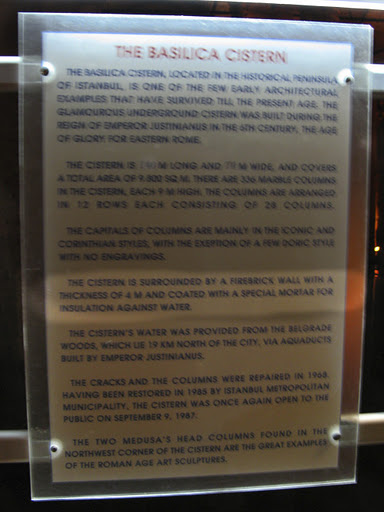 THE BASILICA CISTERN
THE BASILICA CISTERN, LOCATED IN THE HISTORICAL PENINSULA
OF ISTANBUL, IS ONE OF THE FEW EARLY ARCHITECTURAL
EXAMPLES THAT HAVE SURVIVED TILL THE PRESENT AGE. THE
GLAMOUROUS UNDERGROUND CISTERN WAS BUILT DURING THE
REIGN OF EMPEROR JUSTINIANUS IN THE 6TH CENTURY, THE AGE
OF GLORY FOR EASTERN ROME.
THE CISTERN IS M LONG AND M WIDE, AND COVERS
A TOTAL AREA OF 9.802 SQ M. THERE ARE 336 MARBLE COLUMNS
IN THE CISTERN, EACH 9 M HIGH. THE COLUMNS ARE ARRANGED
IN 12 ROWS EACH CONSISTING OF 28 COLUMNS.
THE CAPITALS OF COLUMNS ARE MAINLY IN THE ICONIC AND
CORINTHIAN STYLES, WITH THE EXEPTION OF A FEW DORIC STYLE
WITH NO ENGRAVINGS.
THE CISTERN IS SURROUNDED BY A FIREBRICK WALL WITH A
THICKNESS OF 4 M AND COATED WITH A SPECIAL MORTAR FOR
INSULATION AGAINST WATER.
THE CISTERN'S WATER WAS PROVIDED FROM THE BELGRADE
WOODS, WHICH LIE 19 KM NORTH OF THE CITY, VIA AQUADUCTS
BUILT BY EMPEROR JUSTINIANUS.
THE CRACKS AND THE COLUMNS WERE REPAIRED IN 1968.
HAVING BEEN RESTORED IN 1985 BY ISTANBUL METROPOLITAN
MUNICIPALITY, THE CISTERN WAS ONCE AGAIN OPEN TO THE
PUBLIC ON SEPTEMBER 9, 1987.
THE TWO MEDUSA'S HEAD COLUMNS FOUND IN THE
NORTHWEST CORNER OF THE CISTERN ARE THE GREAT EXAMPLES
OF THE ROMAN AGE ART SCULPTURES.